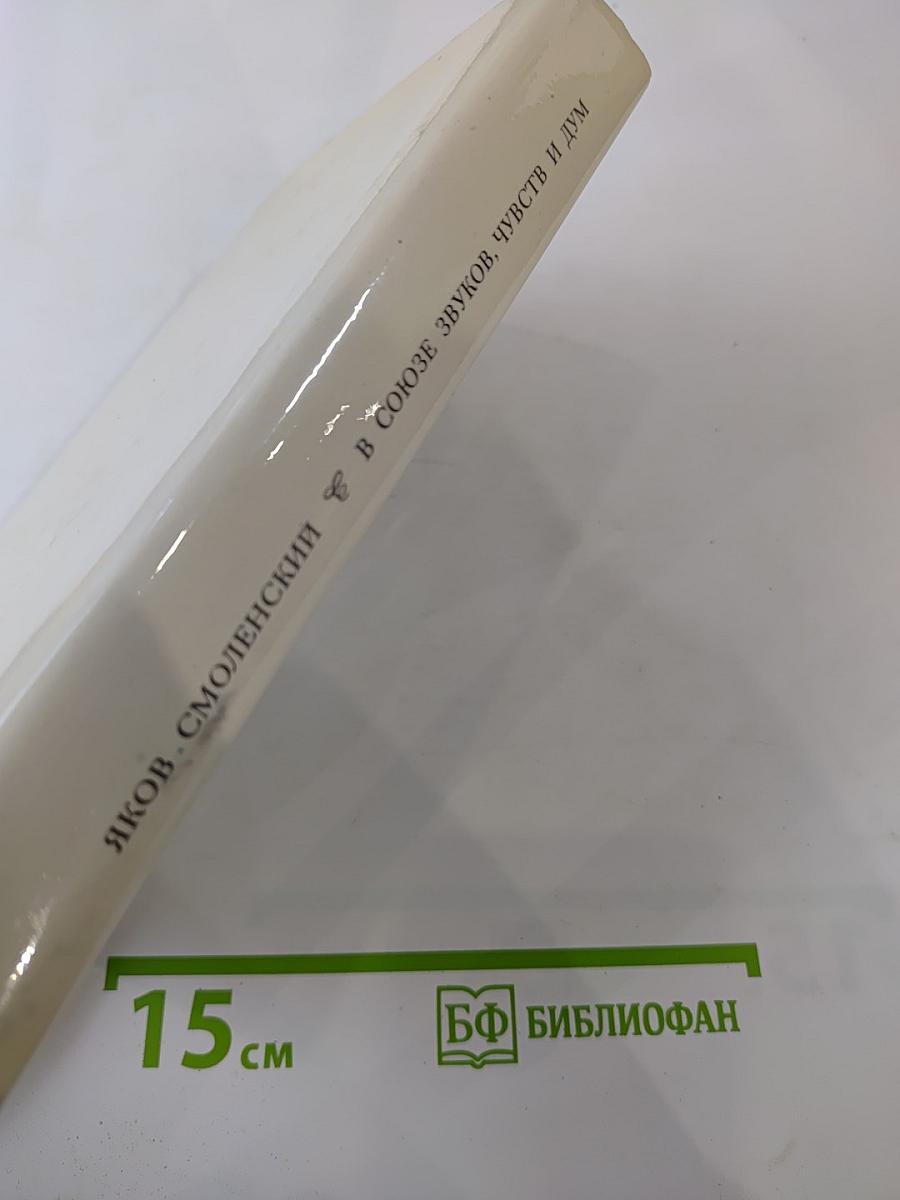 ЯКОВ СМОЛЕНСКИЙ В СОЮЗЕ ЗВУКОВ, ЧУВСТВ И ДУМ
15 см
БФ БИБЛИОФАН